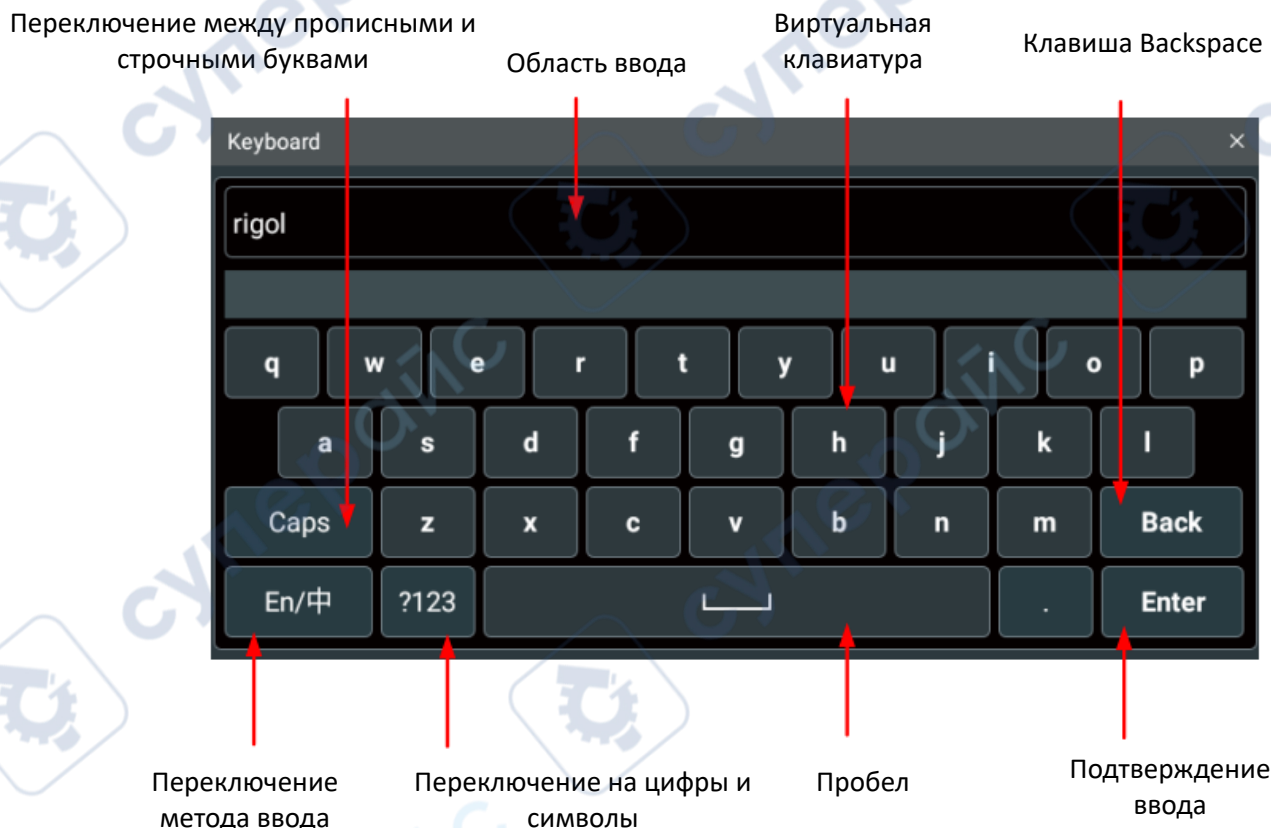 Переключение между прописными и
строчными буквами
Область ввода
Виртуальная
клавиатура
Клавиша Backspace
Keyboard ×
rigol
q w e r t y u i o p
a s d f g h j k l
Caps z x c v b n m Back
En/中 ?123 . Enter
Переключение
метода ввода
Переключение на цифры и
символы
Пробел
Подтверждение
ввода
суперайс